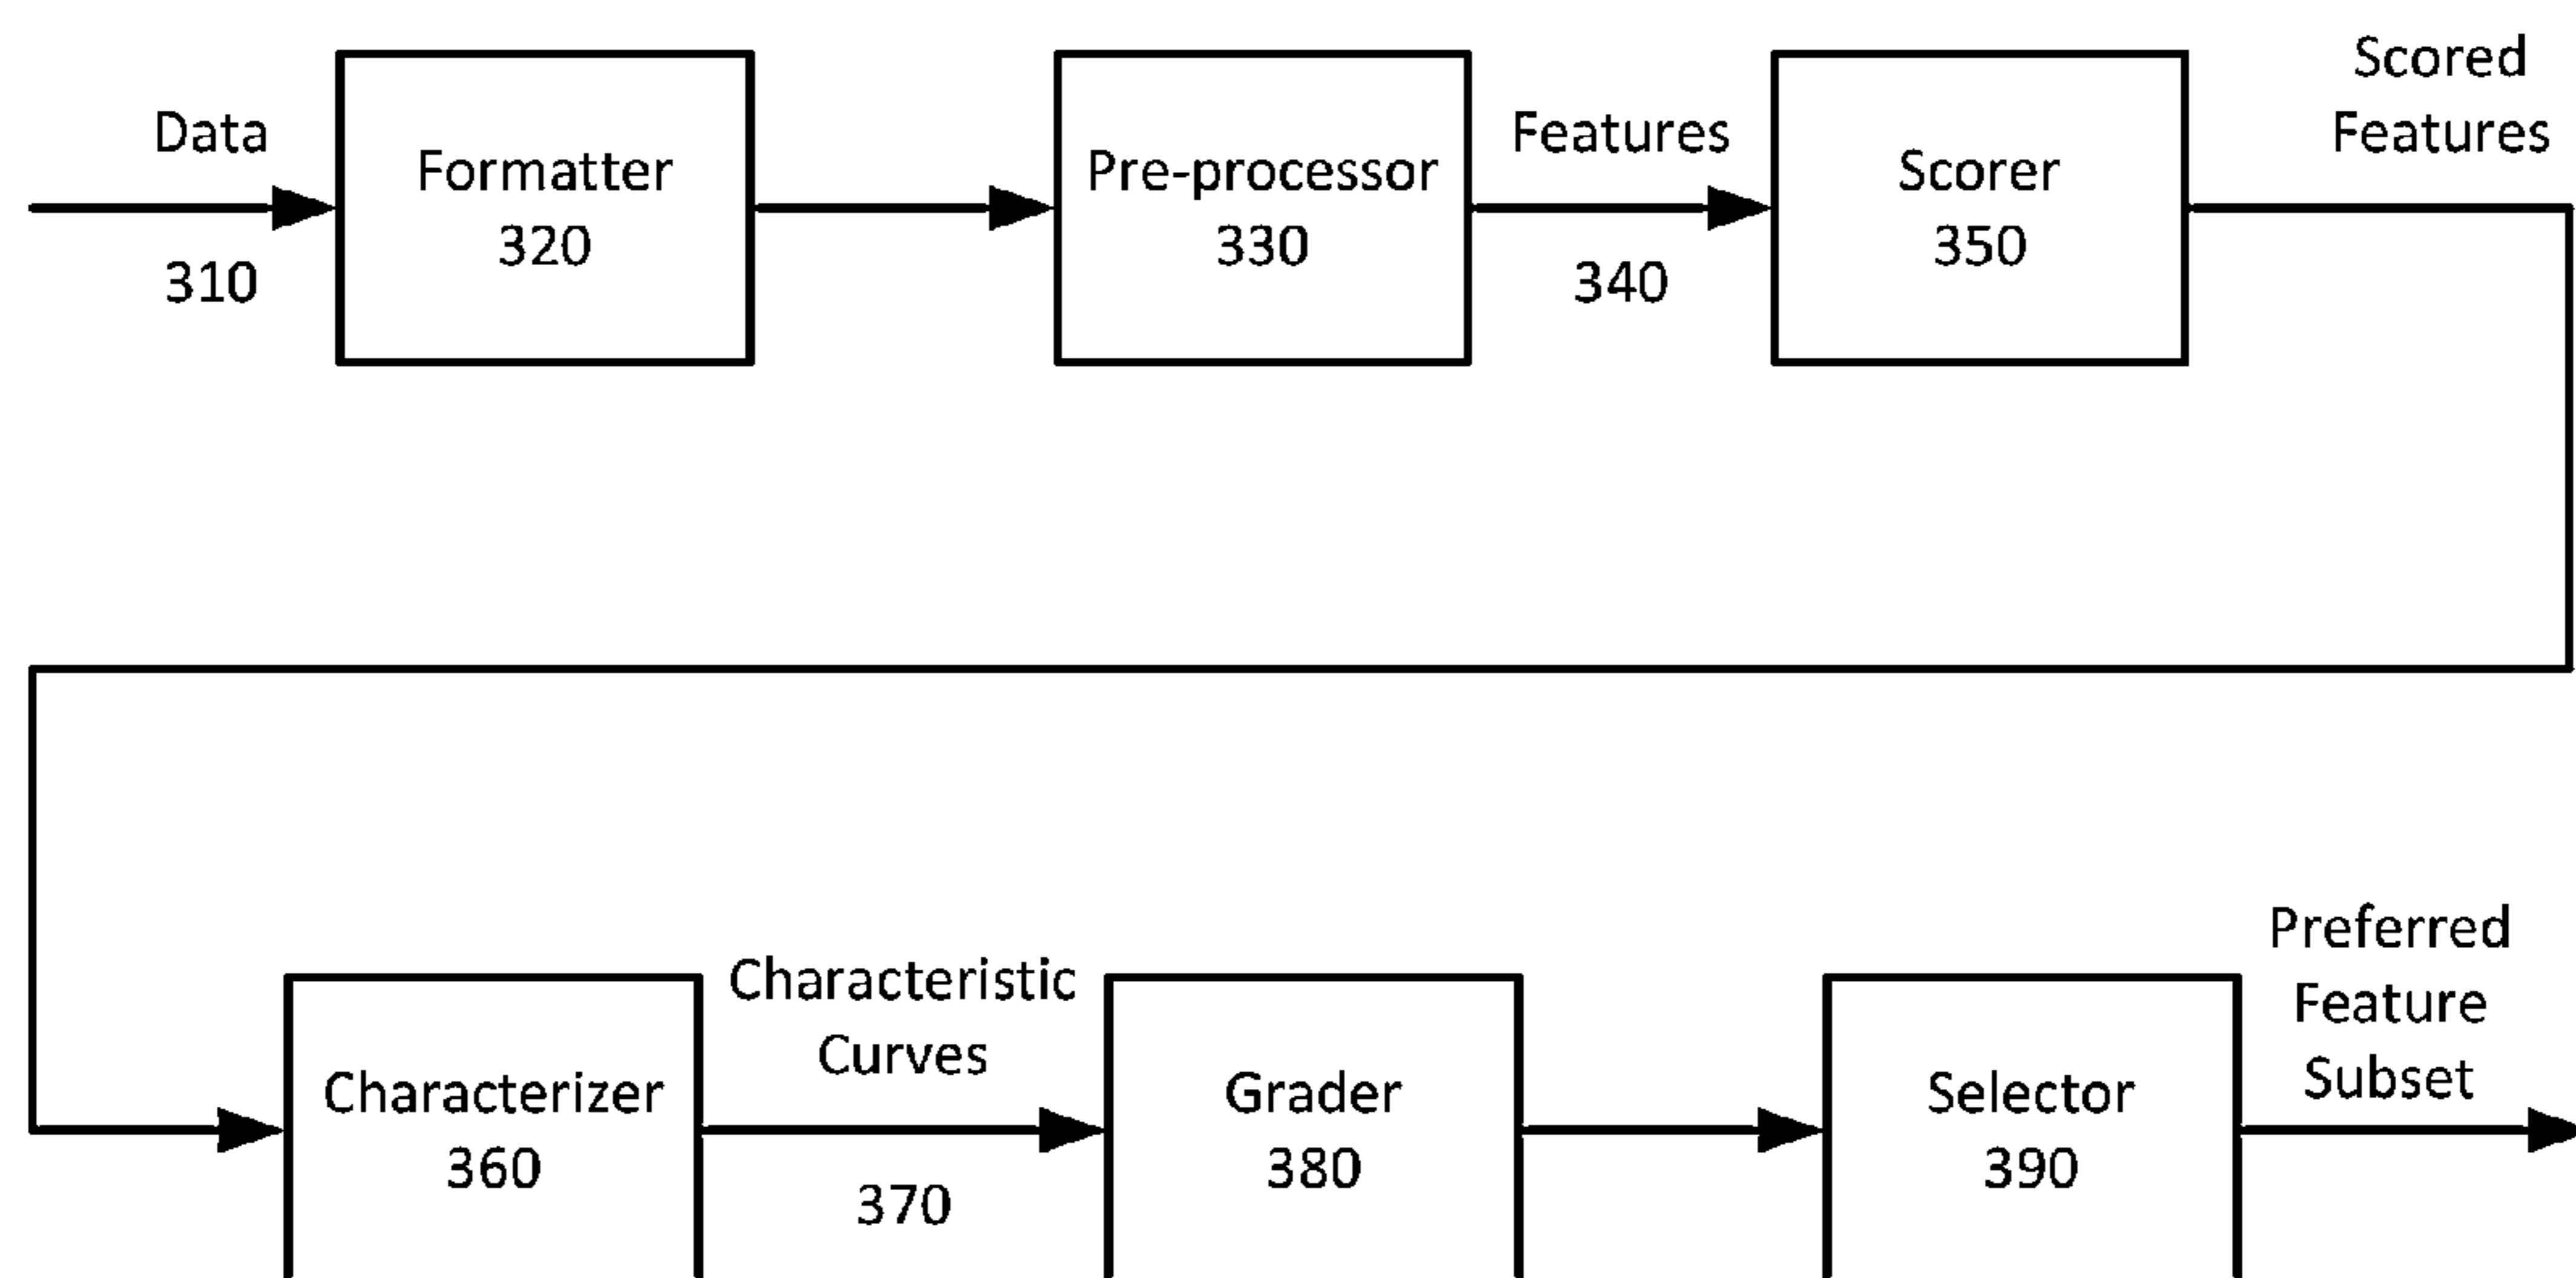 Data
310
Formatter
320
Pre-processor
330
Features
340
Scorer
350
Scored
Features
Characterizer
360
Characteristic
Curves
370
Grader
380
Selector
390
Preferred
Feature
Subset